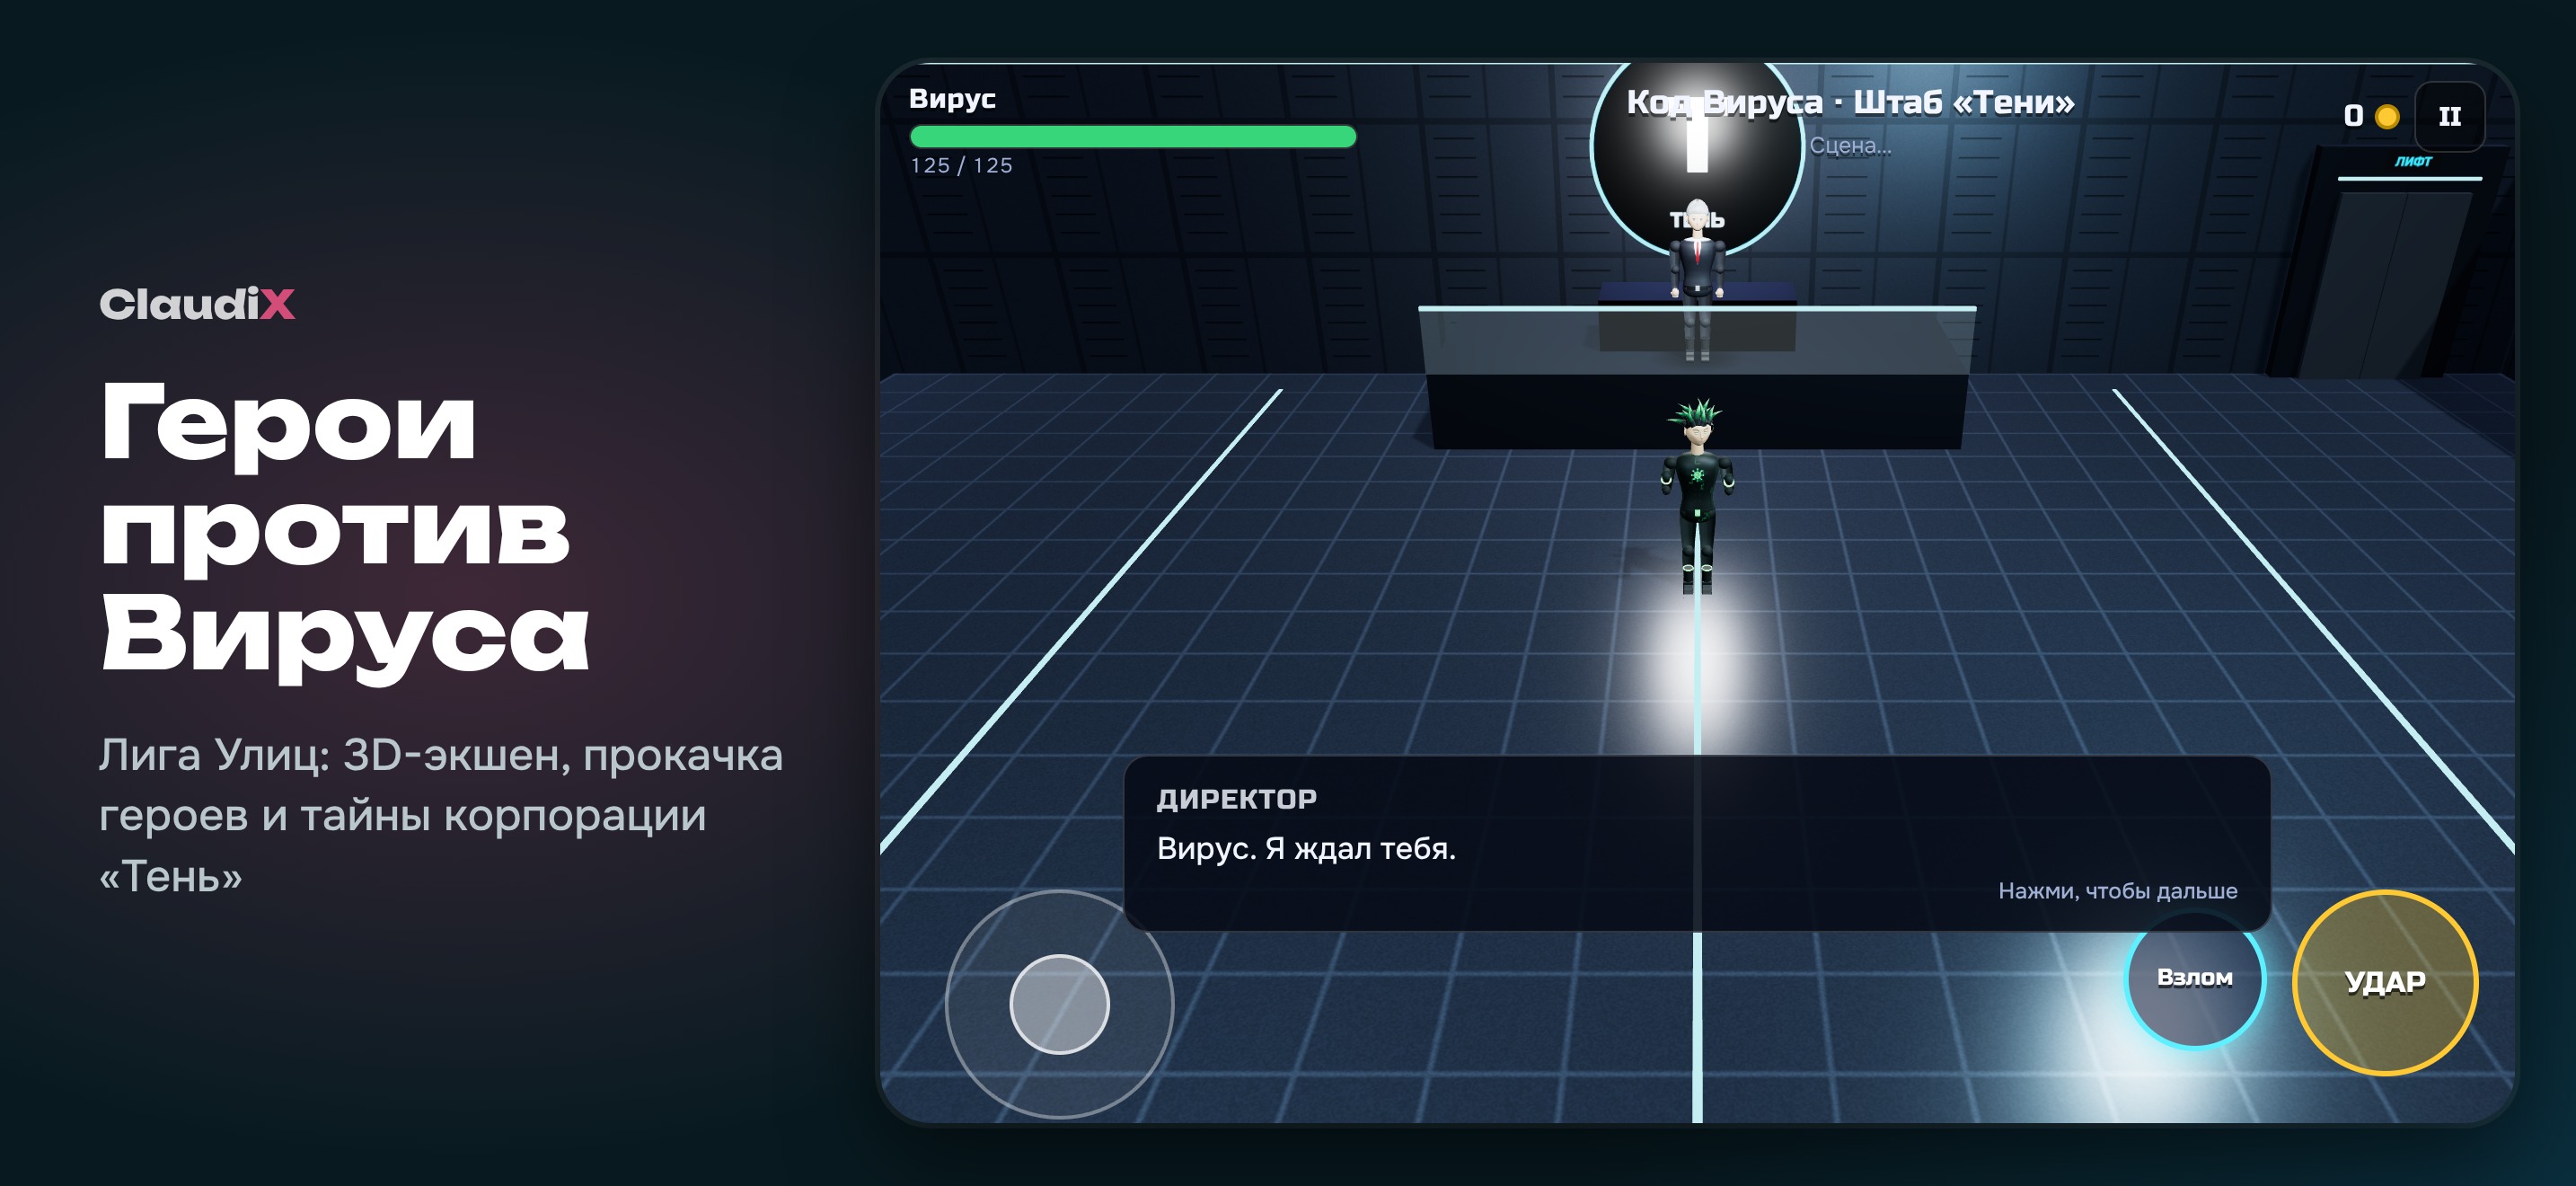 ClaudiX
Герои
против
Вируса
Лига Улиц: 3D-экшен, прокачка
героев и тайны корпорации
«Тень»
Вирус
125 / 125
Код Вируса · Штаб «Тени»
Сцена...
0
II
ЛИФТ
Т
ТЕНЬ
ДИРЕКТОР
Вирус. Я ждал тебя.
Нажми, чтобы дальше
Взлом
УДАР